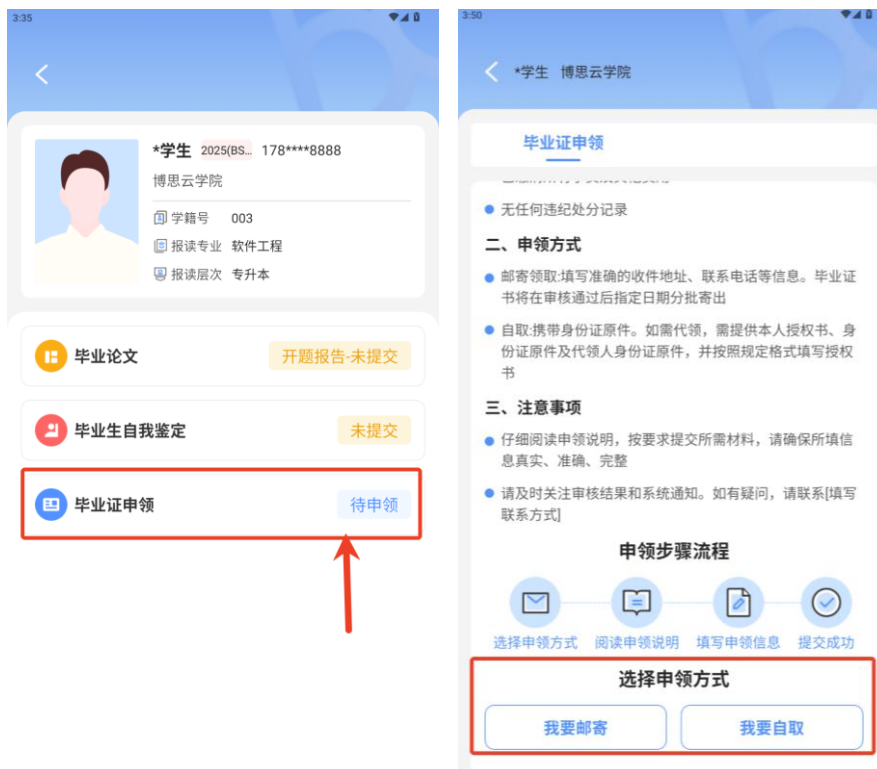 3:35
*学生 2025(BS... 178****8888
博思云学院
学籍号 003
报读专业 软件工程
报读层次 专升本
毕业论文 开题报告-未提交
毕业生自我鉴定 未提交
毕业证申领 待申领
3:50
*学生 博思云学院
毕业证申领
无任何违纪处分记录
二、申领方式
邮寄领取:填写准确的收件地址、联系电话等信息。毕业证
书将在审核通过后指定日期分批寄出
自取:携带身份证原件。如需代领，需提供本人授权书、身
份证原件及代领人身份证原件，并按照规定格式填写授权
书
三、注意事项
仔细阅读申领说明，按要求提交所需材料，请确保所填信
息真实、准确、完整
请及时关注审核结果和系统通知。如有疑问，请联系[填写
联系方式]
申领步骤流程
选择申领方式 阅读申领说明 填写申领信息 提交成功
选择申领方式
我要邮寄 我要自取